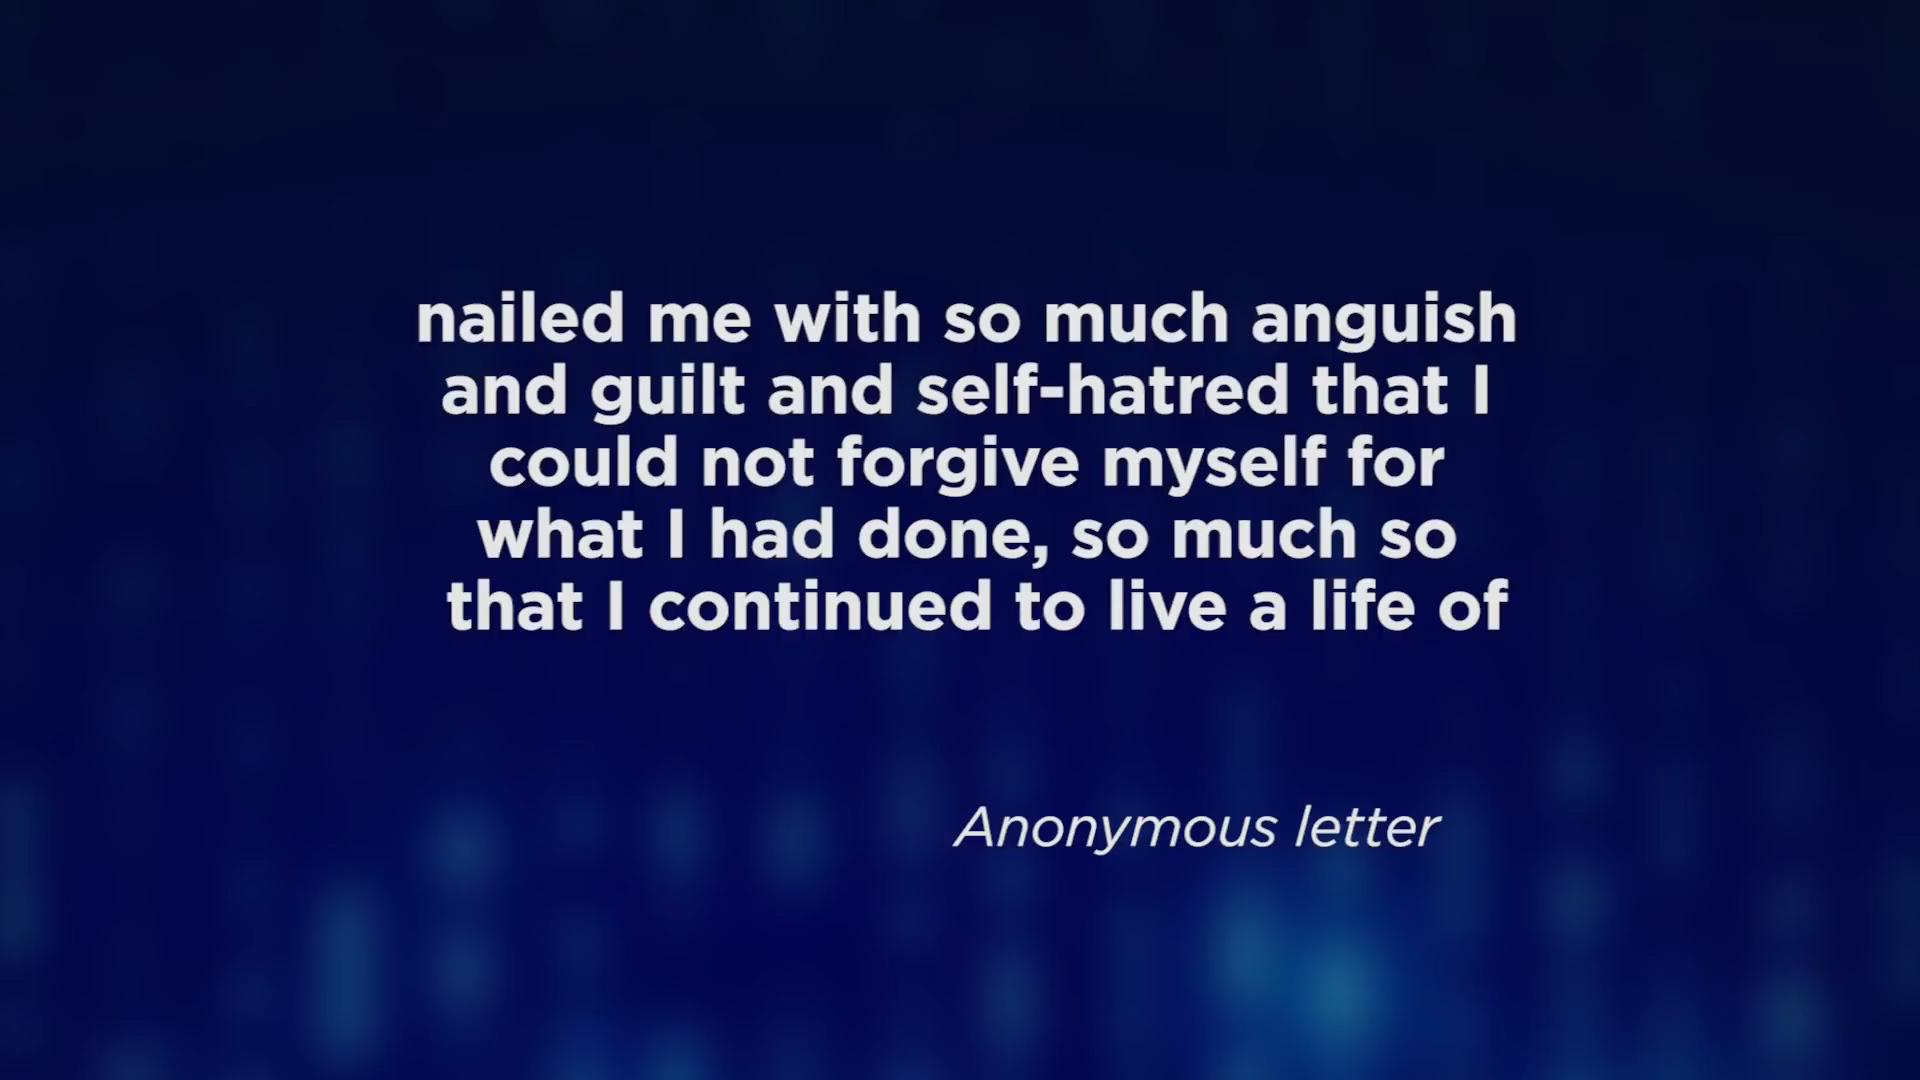 nailed me with so much anguish
and guilt and self-hatred that I
could not forgive myself for
what I had done, so much so
that I continued to live a life of
Anonymous letter